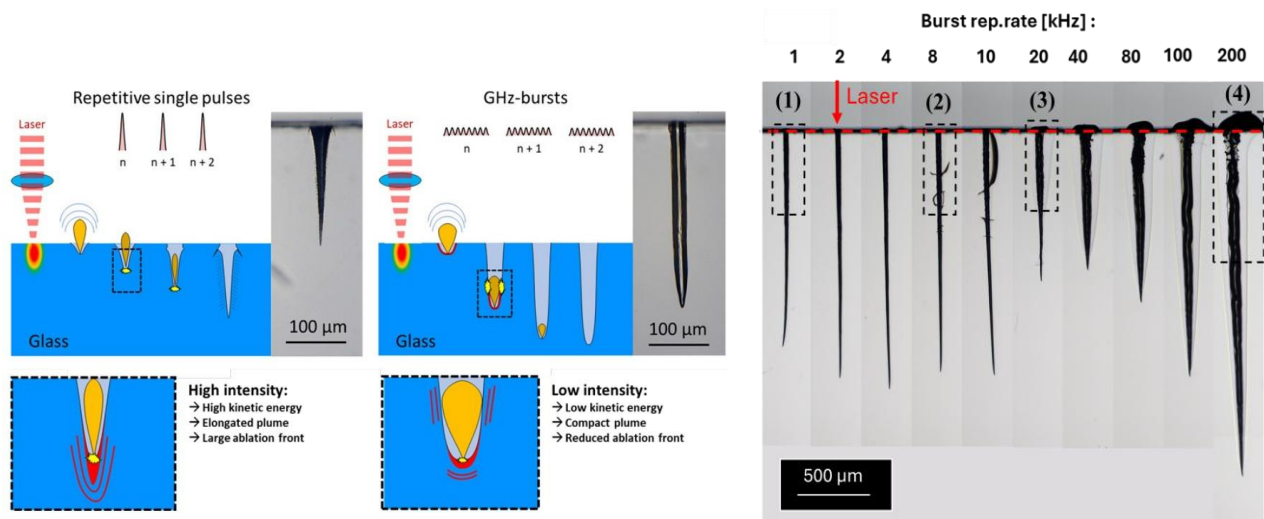 Repetitive single pulses
Laser
n
n + 1
n + 2
Glass
100 µm
High intensity:
→ High kinetic energy
→ Elongated plume
→ Large ablation front
GHz-bursts
Laser
n
n + 1
n + 2
Glass
100 µm
Low intensity:
→ Low kinetic energy
→ Compact plume
→ Reduced ablation front
Burst rep.rate [kHz] :
1 2 4 8 10 20 40 80 100 200
(1) Laser (2) (3) (4)
500 µm